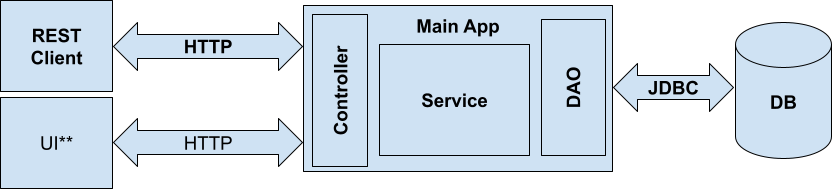 REST
Client
HTTP
Main App
Controller
Service
DAO
JDBC
DB
UI**
HTTP